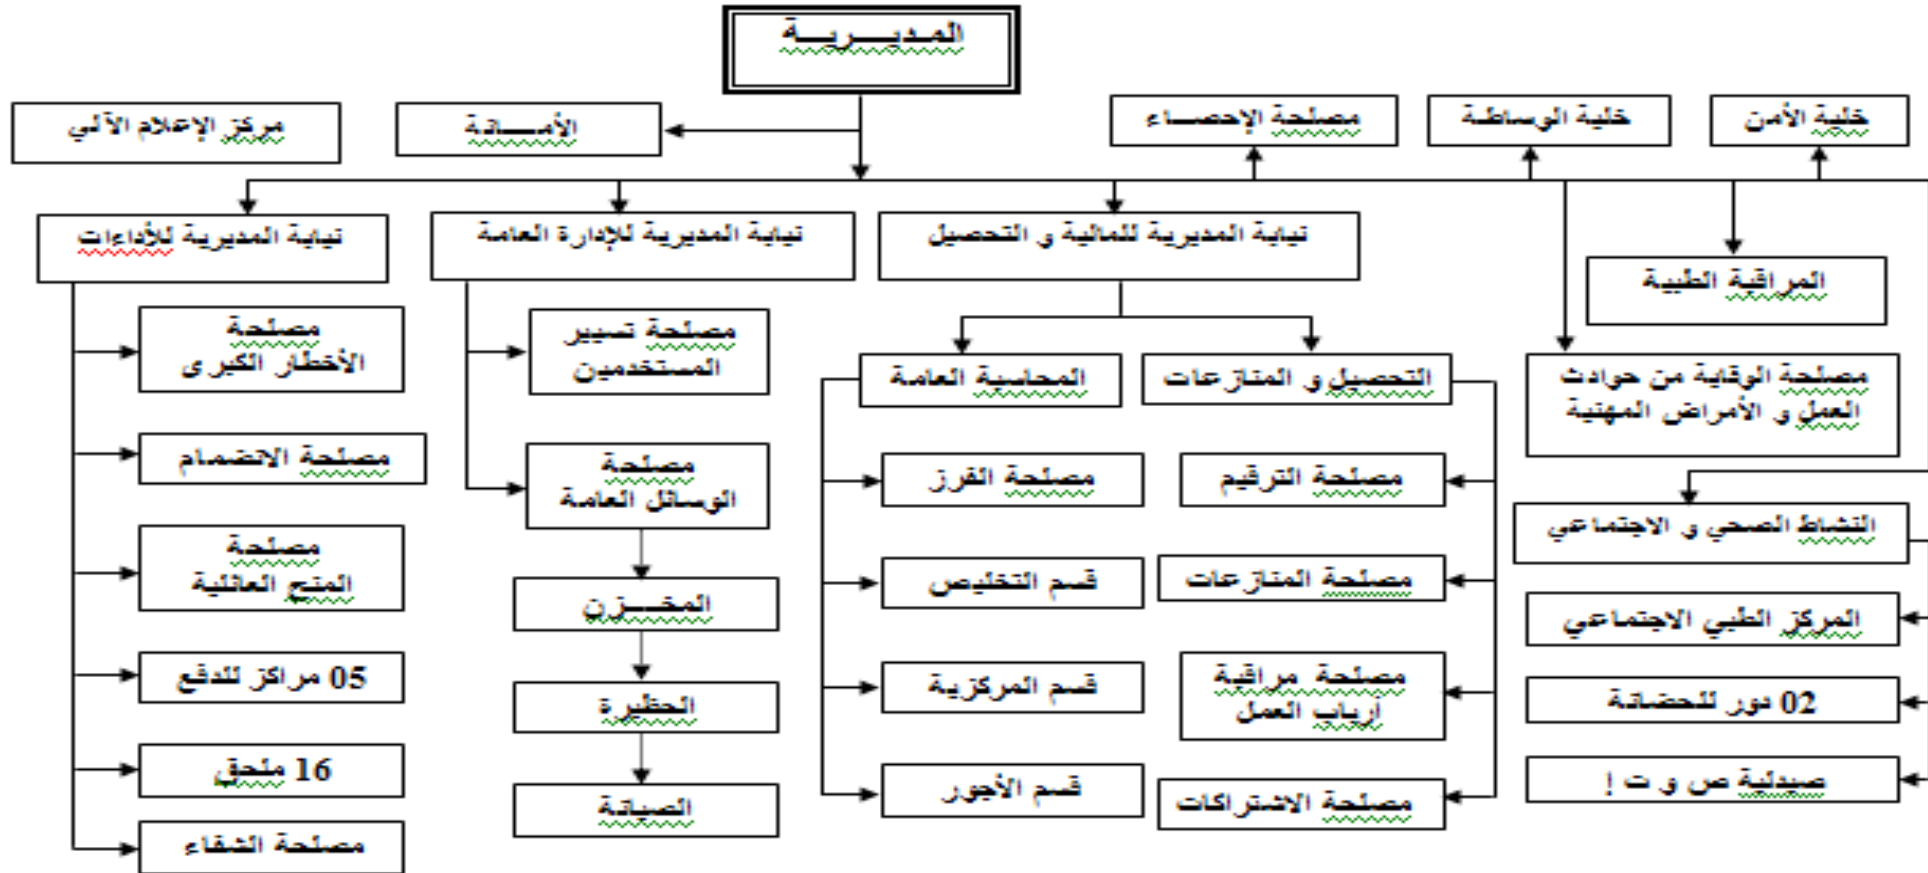 المـديـــــريـــة
خلية الأمن
خلية الوساطة
مصلحة الإحصـــاء
الأمـــــانة
مركز الإعلام الآلي
نيابة المديرية للمالية و التحصيل
نيابة المديرية للإدارة العامة
نيابة المديرية للأداءات
المراقبة الطبية
مصلحة الوقاية من حوادث
العمل و الأمراض المهنية
النشاط الصحي و الاجتماعي
المركز الطبي الاجتماعي
02 دور للحضانة
صيدلية ص و ت إ
التحصيل و المنازعات
مصلحة الترقيم
مصلحة المنازعات
مصلحة مراقبة
أرباب العمل
مصلحة الاشتراكات
المحاسبة العامة
مصلحة الفرز
قسم التخليص
قسم المركزية
قسم الأجور
مصلحة تسيير
المستخدمين
مصلحة
الوسائل العامة
المخـــزن
الحظيرة
الصيانة
مصلحة
الأخطار الكبرى
مصلحة الانضمام
مصلحة
المنح العائلية
05 مراكز للدفع
16 ملحق
مصلحة الشفاء